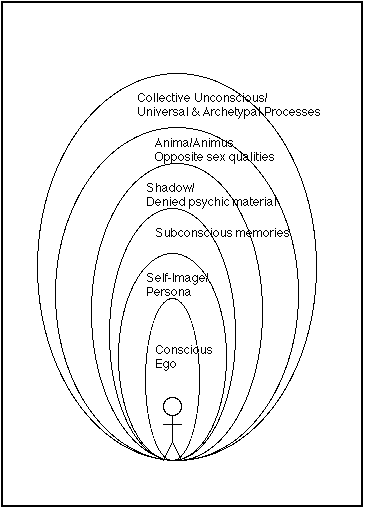 Collective Unconscious/
Universal & Archetypal Processes
Anima/Animus
Opposite sex qualities
Shadow/
Denied psychic material
Subconscious memories
Self-Image/
Persona
Conscious
Ego